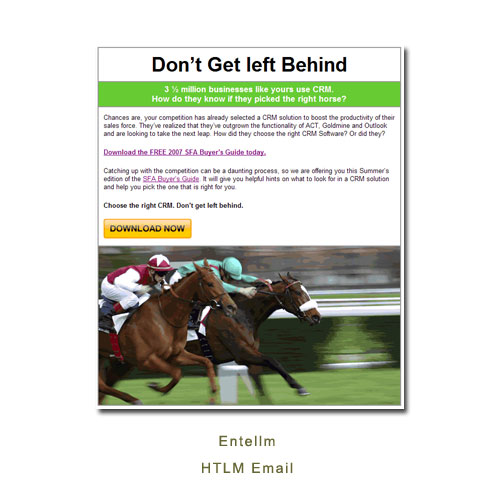 Don't Get left Behind
3 ½ million businesses like yours use CRM.
How do they know if they picked the right horse?
Chances are, your competition has already selected a CRM solution to boost the productivity of their
sales force. They've realized that they've outgrown the functionality of ACT, Goldmine and Outlook
and are looking to take the next leap. How did they choose the right CRM Software? Or did they?
Download the FREE 2007 SFA Buyer's Guide today.
Catching up with the competition can be a daunting process, so we are offering you this Summer's
edition of the SFA Buyer's Guide. It will give you helpful hints on what to look for in a CRM solution
and help you pick the one that is right for you.
Choose the right CRM. Don't get left behind.
DOWNLOAD NOW
Entellm
HTLM Email